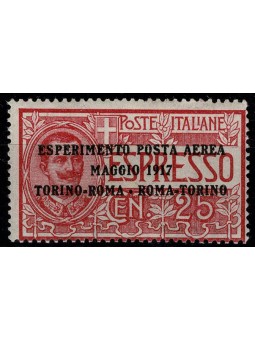 POSTE ITALIANE
ESPERIMENTO POSTA AEREA
MAGGIO 1917
ESPRESSO
TORINO-ROMA · ROMA-TORINO
CEN. 25